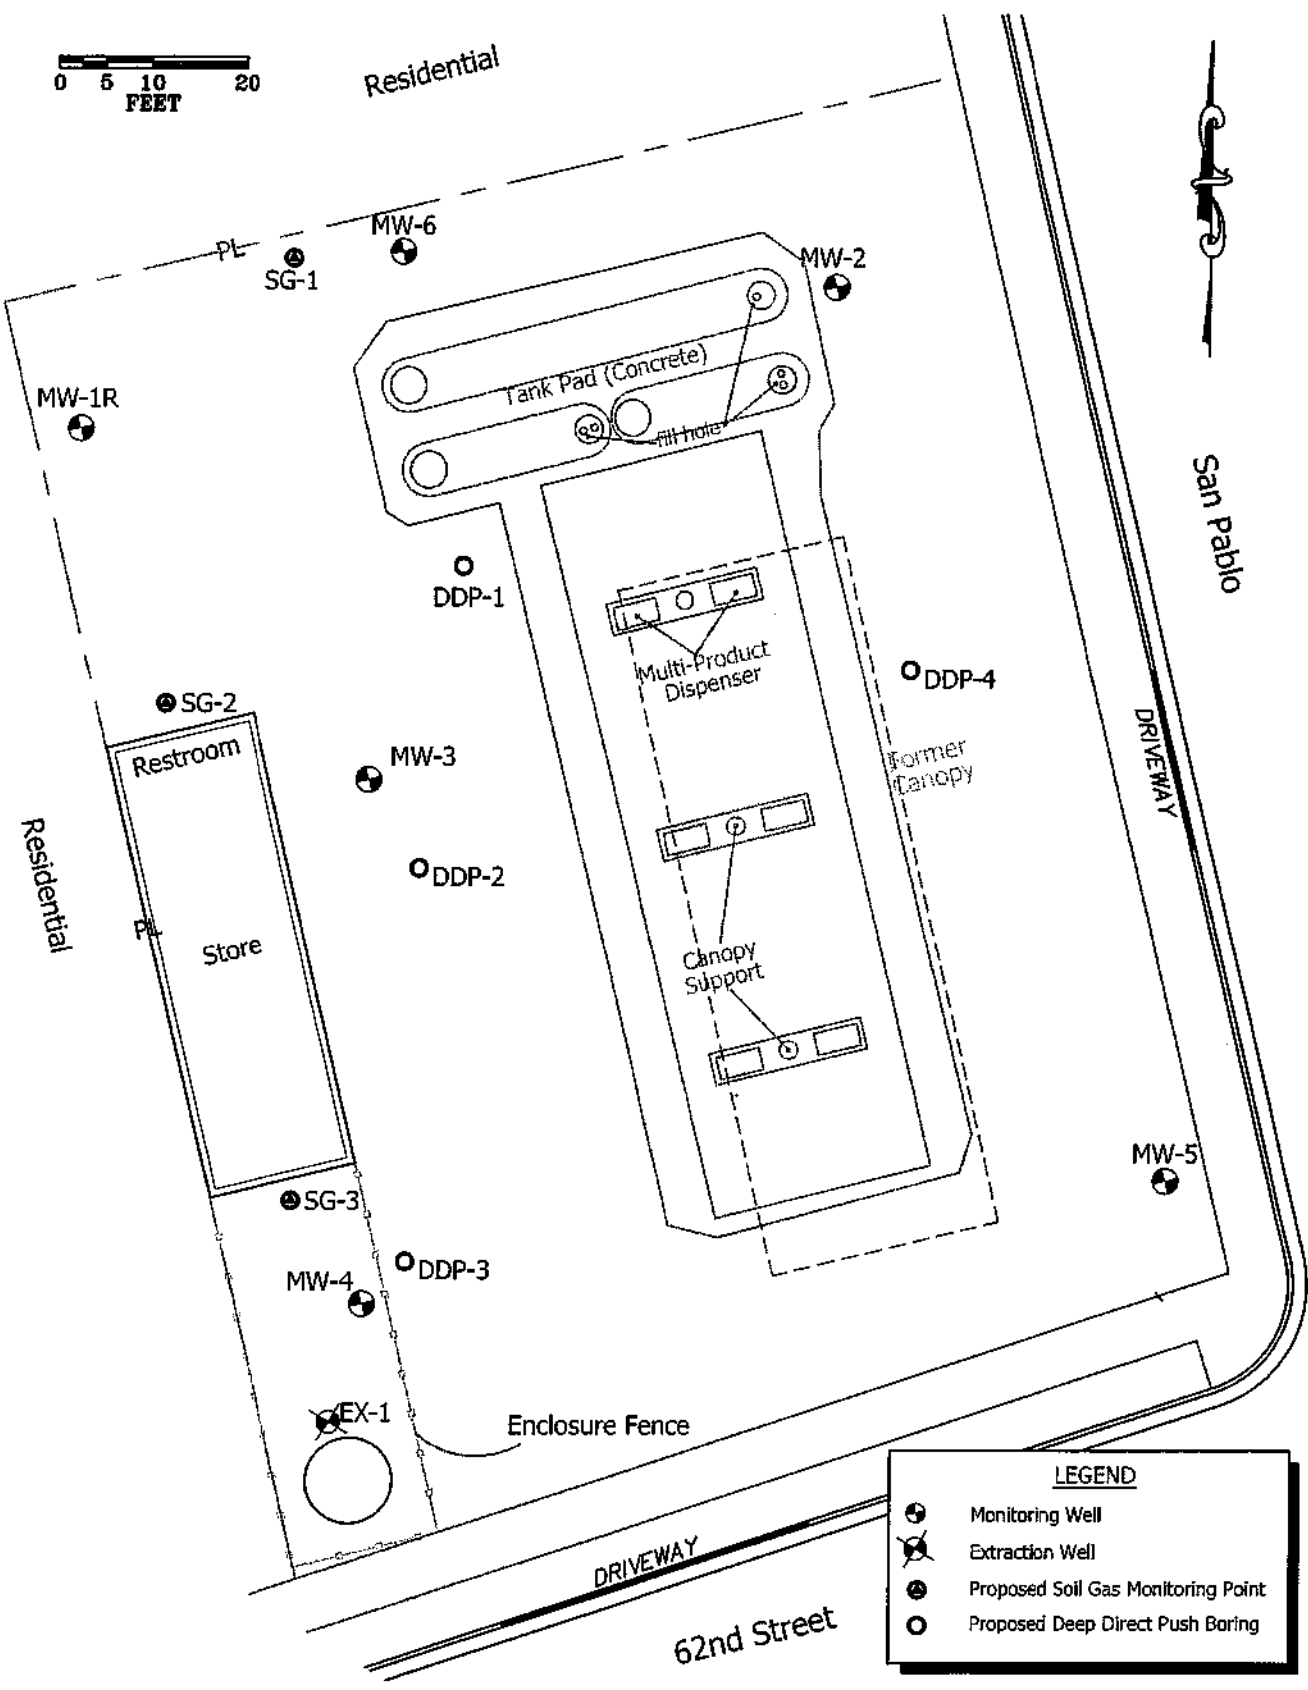 0 5 10 20
FEET
Residential
PL
MW-6
SG-1
MW-2
Tank Pad (Concrete)
fill hole
MW-1R
San Pablo
DDP-1
Multi-Product
Dispenser
DDP-4
SG-2
Restroom
MW-3
Former
Canopy
DRIVEWAY
Residential
DDP-2
PL
Store
Canopy
Support
MW-5
SG-3
DDP-3
MW-4
EX-1
Enclosure Fence
DRIVEWAY
62nd Street
LEGEND
Monitoring Well
Extraction Well
Proposed Soil Gas Monitoring Point
Proposed Deep Direct Push Boring